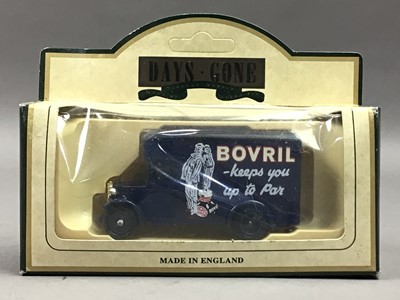 DAYS · GONE
BOVRIL
-keeps you
up to Par
MADE IN ENGLAND